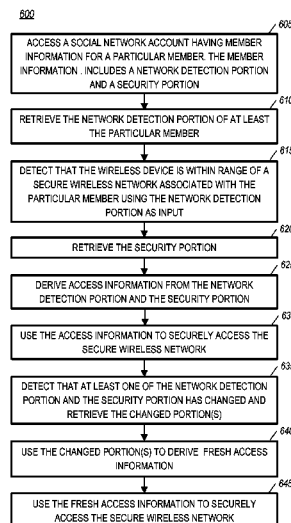 600
605
ACCESS A SOCIAL NETWORK ACCOUNT HAVING MEMBER
INFORMATION FOR A PARTICULAR MEMBER. THE MEMBER
INFORMATION . INCLUDES A NETWORK DETECTION PORTION
AND A SECURITY PORTION
610
RETRIEVE THE NETWORK DETECTION PORTION OF AT LEAST
THE PARTICULAR MEMBER
615
DETECT THAT THE WIRELESS DEVICE IS WITHIN RANGE OF A
SECURE WIRELESS NETWORK ASSOCIATED WITH THE
PARTICULAR MEMBER USING THE NETWORK DETECTION
PORTION AS INPUT
620
RETRIEVE THE SECURITY PORTION
625
DERIVE ACCESS INFORMATION FROM THE NETWORK
DETECTION PORTION AND THE SECURITY PORTION
630
USE THE ACCESS INFORMATION TO SECURELY ACCESS THE
SECURE WIRELESS NETWORK
635
DETECT THAT AT LEAST ONE OF THE NETWORK DETECTION
PORTION AND THE SECURITY PORTION HAS CHANGED AND
RETRIEVE THE CHANGED PORTION(S)
640
USE THE CHANGED PORTION(S) TO DERIVE FRESH ACCESS
INFORMATION
645
USE THE FRESH ACCESS INFORMATION TO SECURELY
ACCESS THE SECURE WIRELESS NETWORK